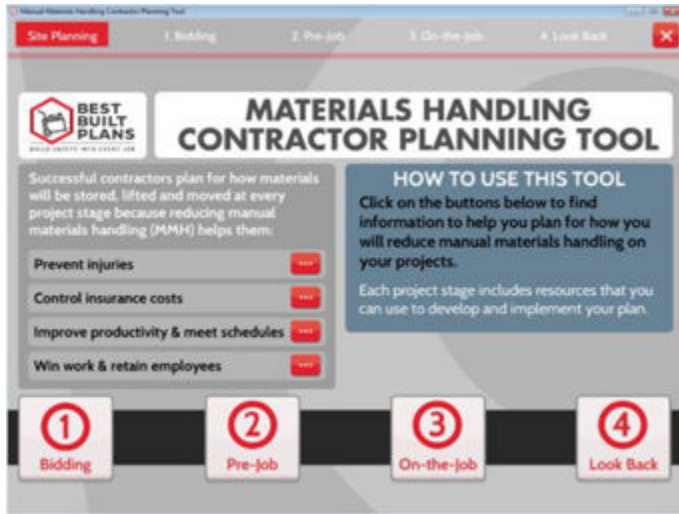 Manual Materials Handling Contractor Planning Tool
Site Planning
1. Bidding
2. Pre-Job
3. On-the-Job
4. Look Back
BEST
BUILT
PLANS
BUILD SAFETY INTO EVERY JOB
MATERIALS HANDLING
CONTRACTOR PLANNING TOOL
Successful contractors plan for how materials
will be stored, lifted and moved at every
project stage because reducing manual
materials handling (MMH) helps them:
Prevent injuries
...
Control insurance costs
...
Improve productivity & meet schedules
...
Win work & retain employees
...
HOW TO USE THIS TOOL
Click on the buttons below to find
information to help you plan for how you
will reduce manual materials handling on
your projects.
Each project stage includes resources that you
can use to develop and implement your plan.
1
Bidding
2
Pre-Job
3
On-the-Job
4
Look Back